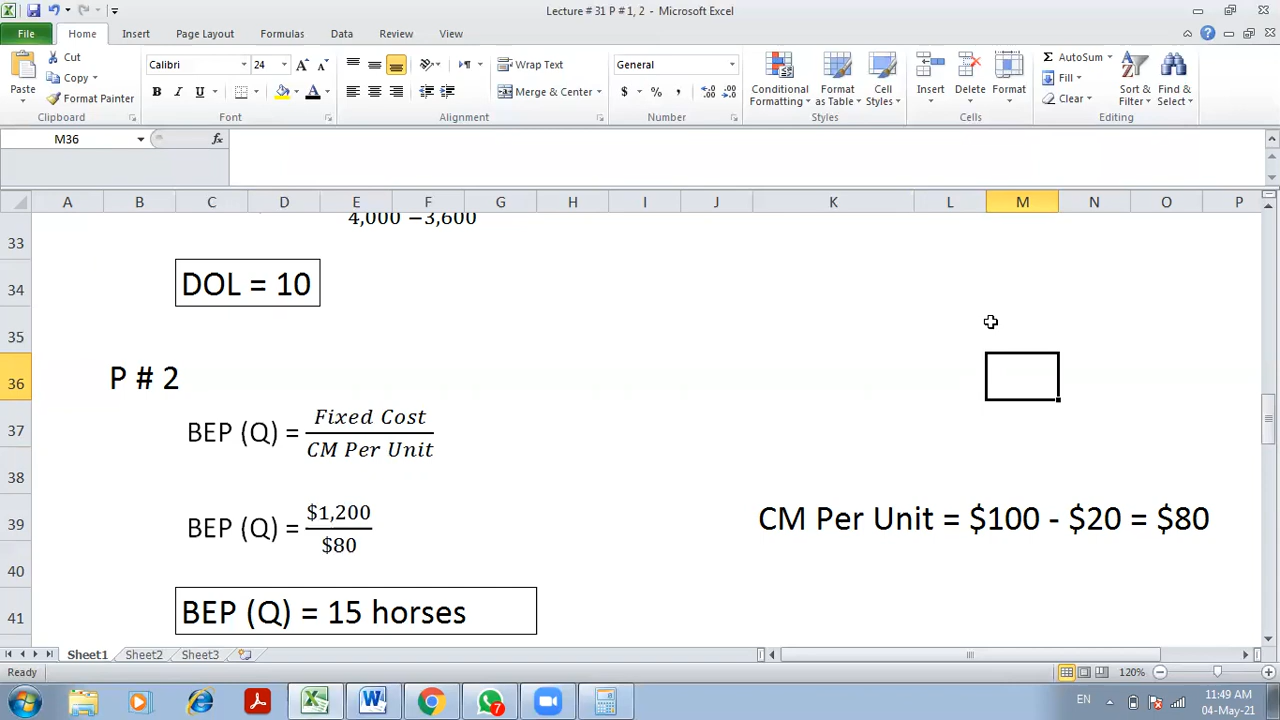 Lecture # 31 P # 1, 2 - Microsoft Excel
File Home Insert Page Layout Formulas Data Review View
Paste Cut Copy Format Painter
Clipboard
Calibri 24
B I U A
Font
Wrap Text
Merge & Center
Alignment
General
$ % ,
Number
Conditional Formatting Format as Table Cell Styles
Styles
Insert Delete Format
Cells
Σ AutoSum Fill Clear Sort & Filter Find & Select
Editing
M36 fx
A B C D E F G H I J K L M N O P
4,000 −3,600
33
34 DOL = 10
35
36 P # 2
37 BEP (Q) = Fixed Cost
CM Per Unit
38
39 BEP (Q) = $1,200
$80
CM Per Unit = $100 - $20 = $80
40
41 BEP (Q) = 15 horses
Sheet1 Sheet2 Sheet3
Ready 120%
7 EN 11:49 AM
04-May-21